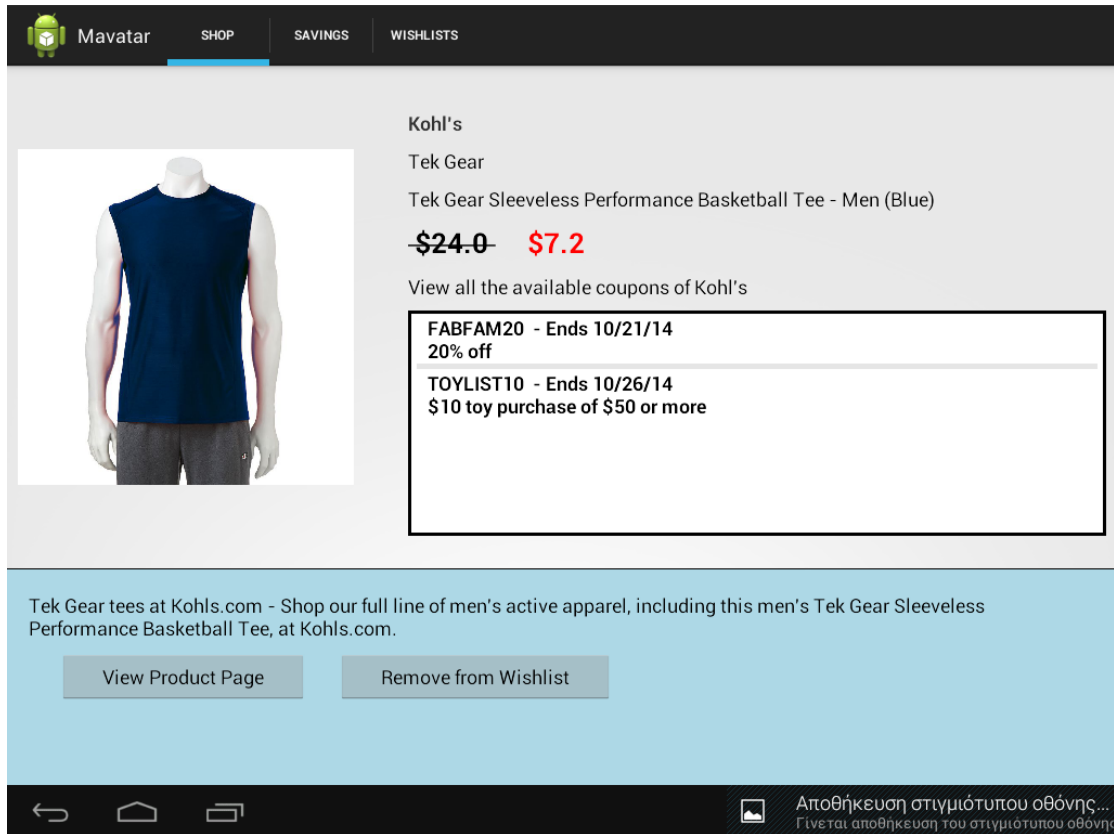 Mavatar
SHOP
SAVINGS
WISHLISTS
Kohl's
Tek Gear
Tek Gear Sleeveless Performance Basketball Tee - Men (Blue)
$24.0 $7.2
View all the available coupons of Kohl's
FABFAM20 - Ends 10/21/14
20% off
TOYLIST10 - Ends 10/26/14
$10 toy purchase of $50 or more
Tek Gear tees at Kohls.com - Shop our full line of men's active apparel, including this men's Tek Gear Sleeveless
Performance Basketball Tee, at Kohls.com.
View Product Page
Remove from Wishlist
Αποθήκευση στιγμιότυπου οθόνης...
Γίνεται αποθήκευση του στιγμιότυπου οθόνης